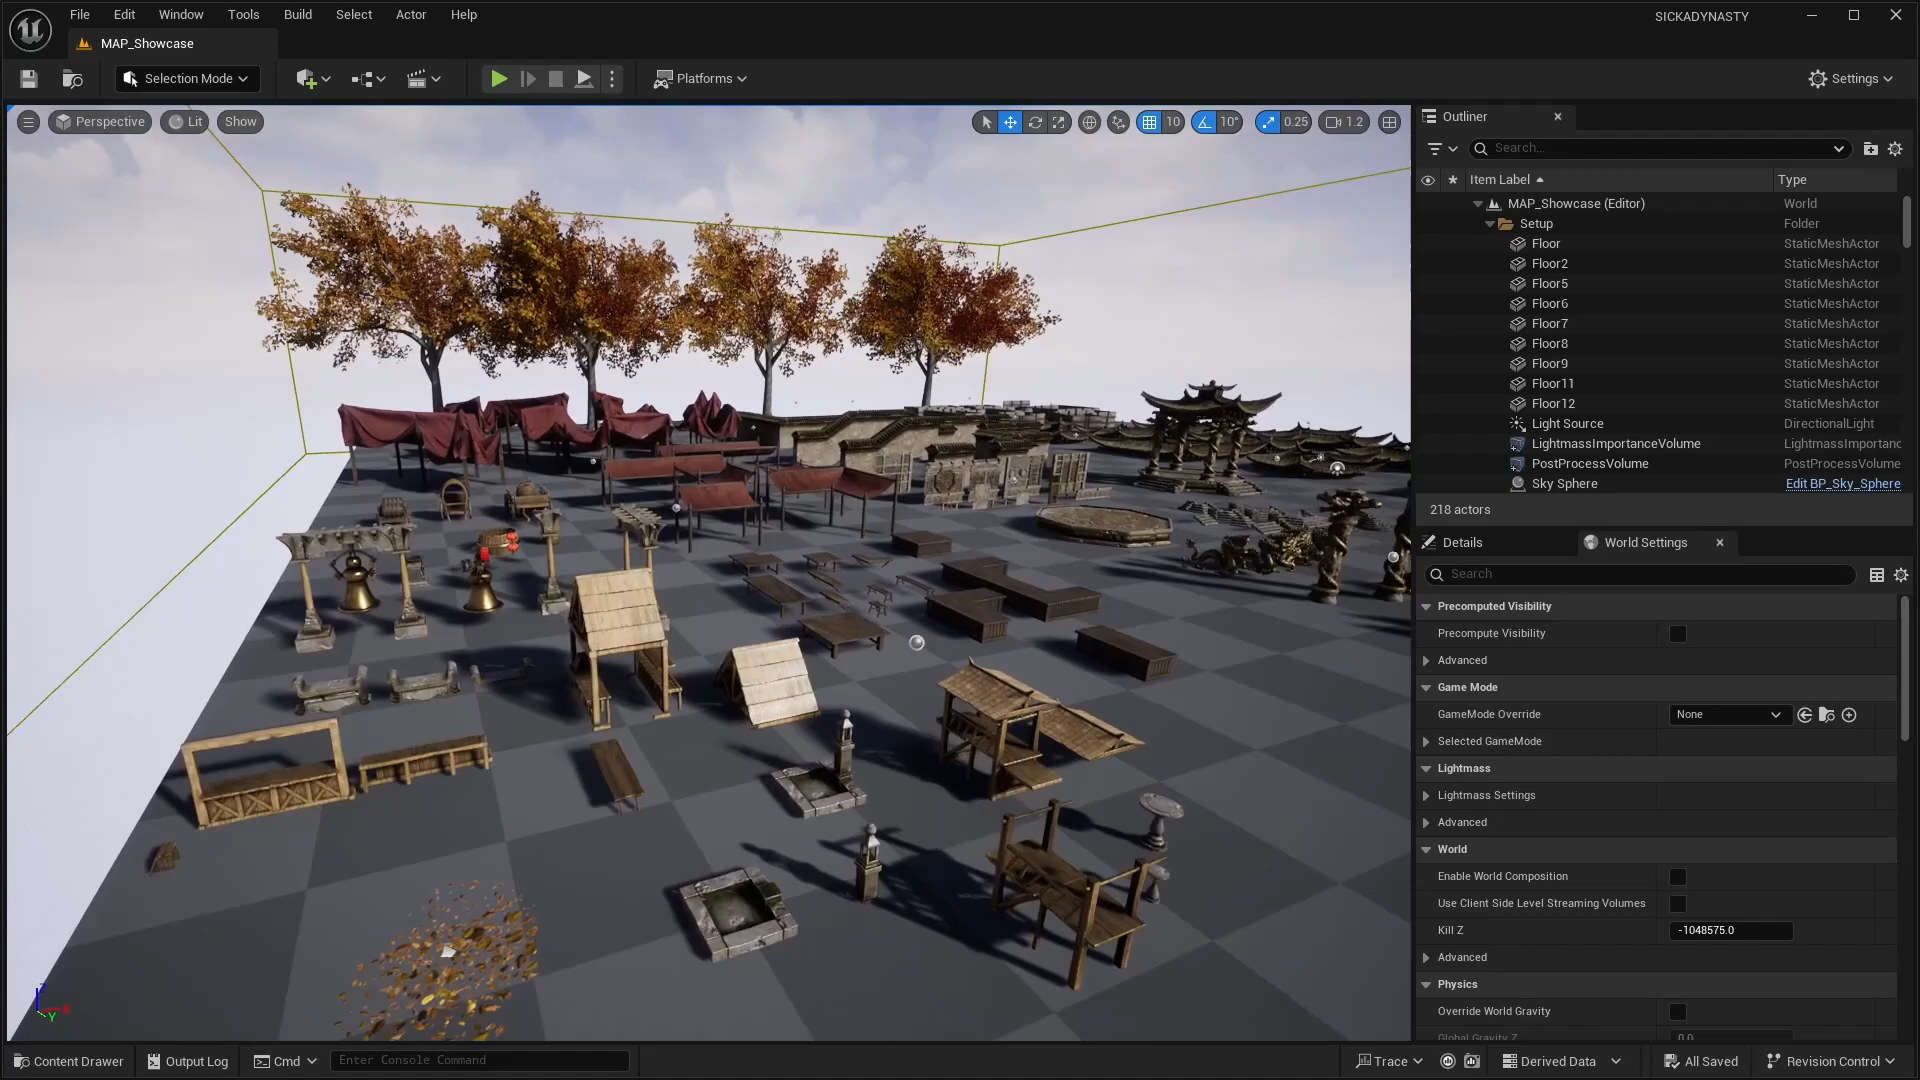 File Edit Window Tools Build Select Actor Help
SICKADYNASTY
MAP_Showcase
Selection Mode
Platforms
Settings
Perspective Lit Show
10 10° 0.25 1.2
Outliner
Search...
Item Label Type
MAP_Showcase (Editor) World
Setup Folder
Floor StaticMeshActor
Floor2 StaticMeshActor
Floor5 StaticMeshActor
Floor6 StaticMeshActor
Floor7 StaticMeshActor
Floor8 StaticMeshActor
Floor9 StaticMeshActor
Floor11 StaticMeshActor
Floor12 StaticMeshActor
Light Source DirectionalLight
LightmassImportanceVolume LightmassImportanc
PostProcessVolume PostProcessVolume
Sky Sphere Edit BP_Sky_Sphere
218 actors
Details World Settings
Search
Precomputed Visibility
Precompute Visibility
Advanced
Game Mode
GameMode Override None
Selected GameMode
Lightmass
Lightmass Settings
Advanced
World
Enable World Composition
Use Client Side Level Streaming Volumes
Kill Z -1048575.0
Advanced
Physics
Override World Gravity
Global Gravity Z 0.0
Z X Y
Content Drawer Output Log Cmd Enter Console Command Trace Derived Data All Saved Revision Control